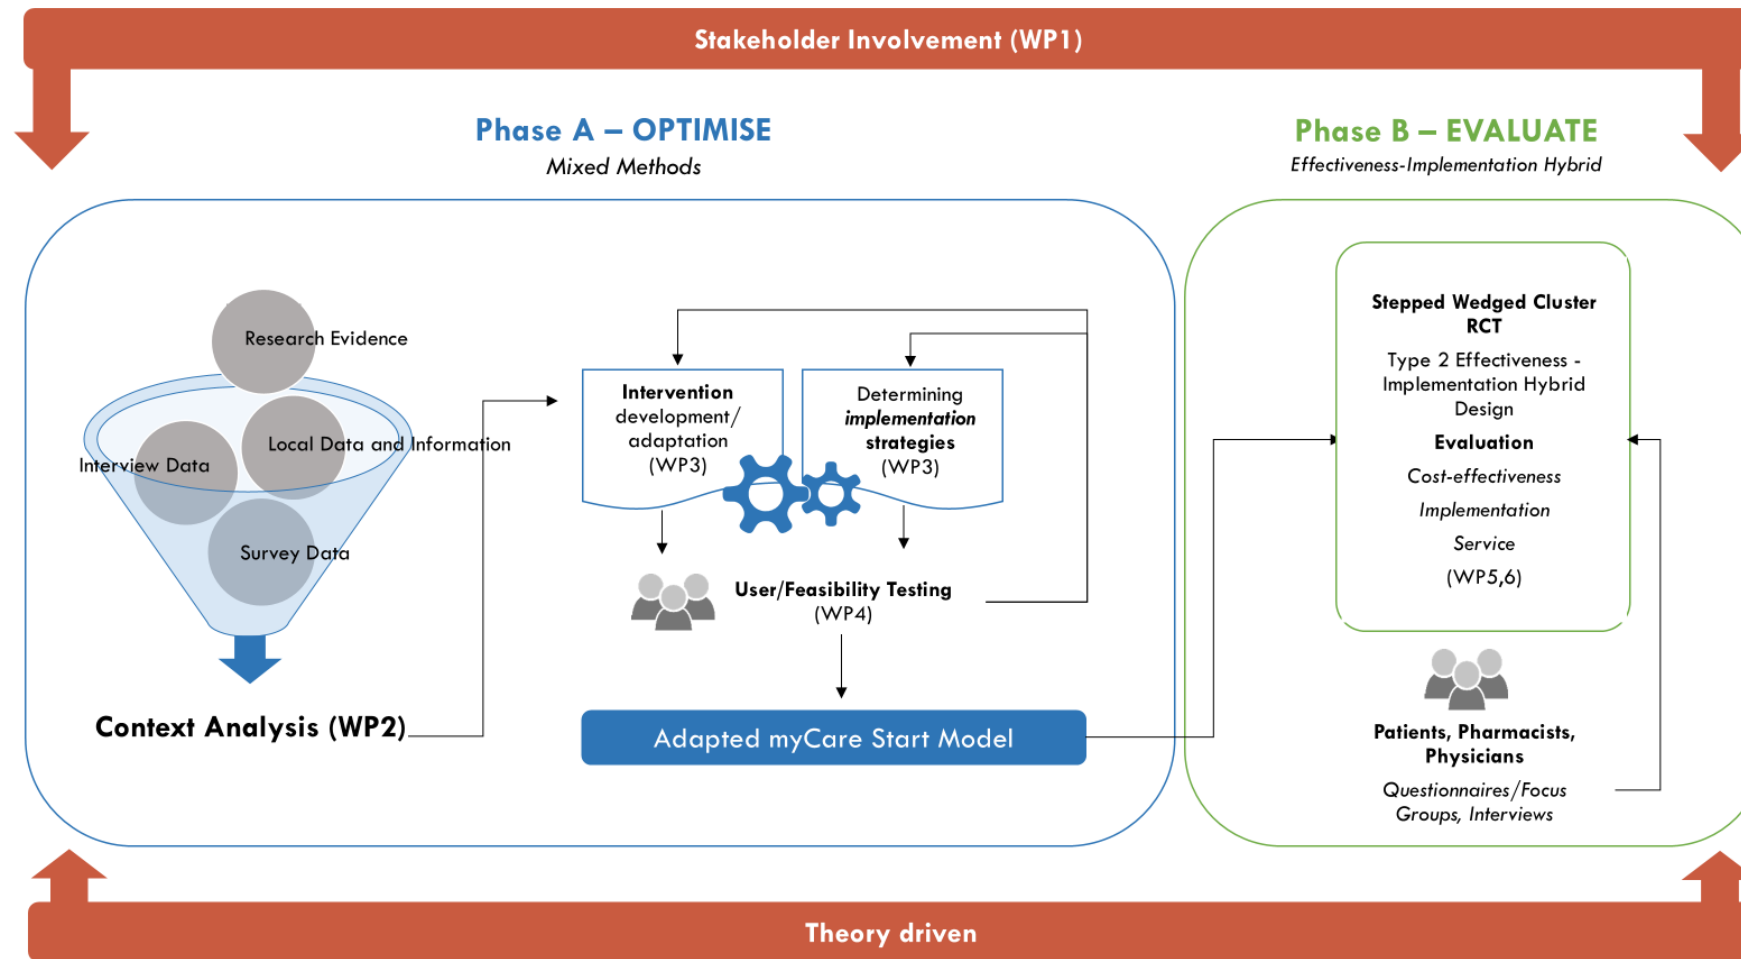 Stakeholder Involvement (WP1)
Phase A – OPTIMISE
Mixed Methods
Phase B – EVALUATE
Effectiveness-Implementation Hybrid
Research Evidence
Local Data and Information
Interview Data
Survey Data
Context Analysis (WP2)
Intervention
development/
adaptation
(WP3)
Determining
implementation
strategies
(WP3)
User/Feasibility Testing
(WP4)
Adapted myCare Start Model
Stepped Wedged Cluster
RCT
Type 2 Effectiveness -
Implementation Hybrid
Design
Evaluation
Cost-effectiveness
Implementation
Service
(WP5,6)
Patients, Pharmacists,
Physicians
Questionnaires/Focus
Groups, Interviews
Theory driven